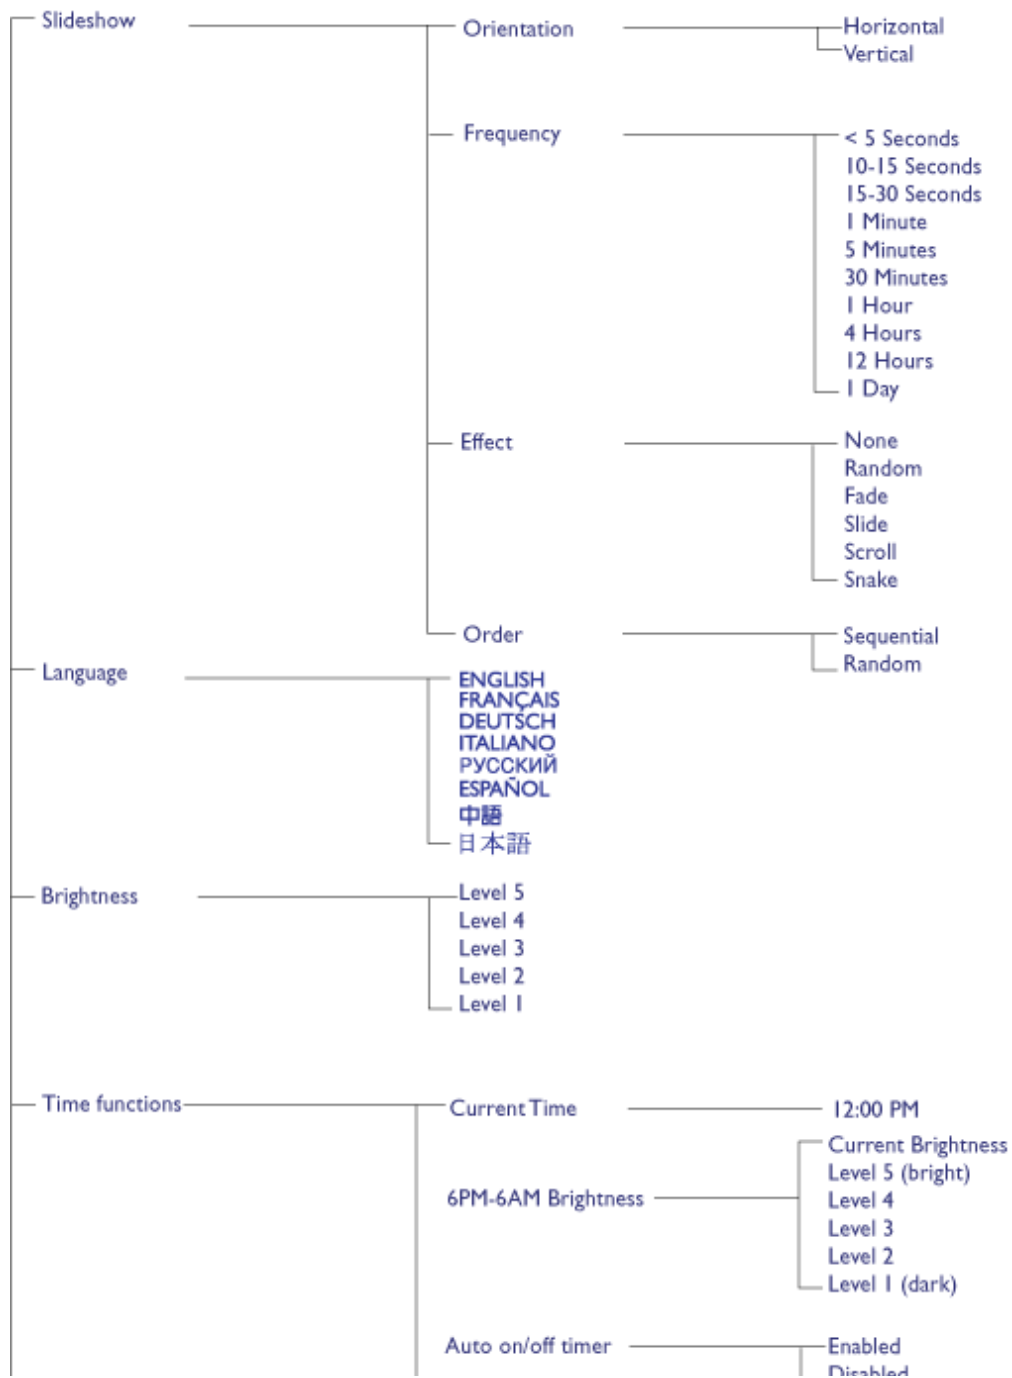 Slideshow
Orientation
Horizontal
Vertical
Frequency
< 5 Seconds
10-15 Seconds
15-30 Seconds
1 Minute
5 Minutes
30 Minutes
1 Hour
4 Hours
12 Hours
1 Day
Effect
None
Random
Fade
Slide
Scroll
Snake
Order
Sequential
Random
Language
ENGLISH
FRANÇAIS
DEUTSCH
ITALIANO
РУССКИЙ
ESPAÑOL
中語
日本語
Brightness
Level 5
Level 4
Level 3
Level 2
Level 1
Time functions
Current Time
12:00 PM
6PM-6AM Brightness
Current Brightness
Level 5 (bright)
Level 4
Level 3
Level 2
Level 1 (dark)
Auto on/off timer
Enabled
Disabled